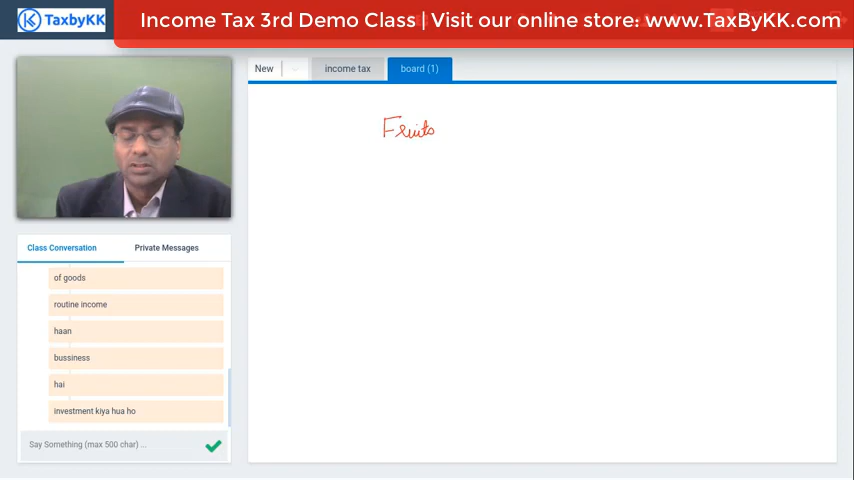 Income Tax 3rd Demo Class | Visit our online store: www.TaxByKK.com
TaxbyKK
New
income tax
board (1)
Fruits
Class Conversation
Private Messages
of goods
routine income
haan
bussiness
hai
investment kiya hua ho
Say Something (max 500 char) ...